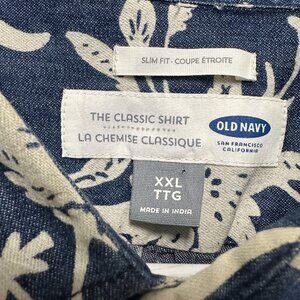 SLIM FIT · COUPE ÉTROITE
THE CLASSIC SHIRT
LA CHEMISE CLASSIQUE
OLD NAVY
SAN FRANCISCO
CALIFORNIA
XXL
TTG
MADE IN INDIA